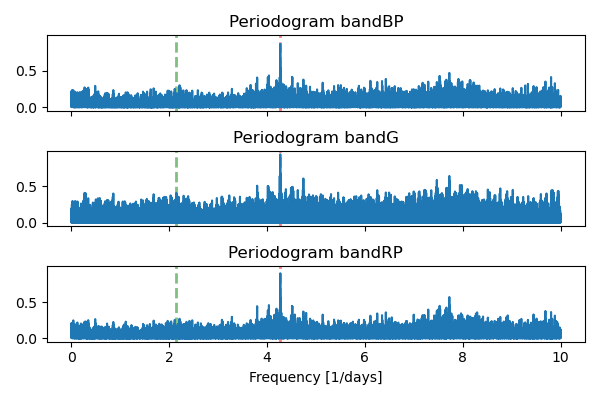 Periodogram bandBP
0.5
0.0
Periodogram bandG
0.5
0.0
Periodogram bandRP
0.5
0.0
0 2 4 6 8 10
Frequency [1/days]